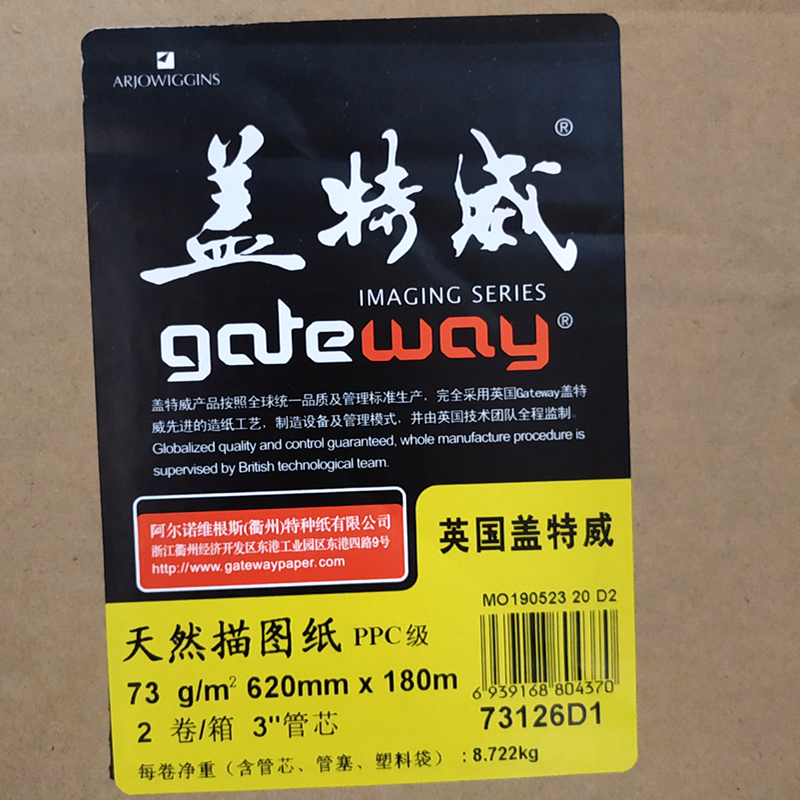 ARJOWIGGINS
盖特威®
IMAGING SERIES
gateway®
盖特威产品按照全球统一品质及管理标准生产，完全采用英国Gateway盖特
威先进的造纸工艺，制造设备及管理模式，并由英国技术团队全程监制。
Globalized quality and control guaranteed, whole manufacture procedure is
supervised by British technological team.
阿尔诺维根斯(衢州)特种纸有限公司
浙江衢州经济开发区东港工业园区东港四路9号
http://www.gatewaypaper.com
英国盖特威
MO190523 20 D2
天然描图纸 PPC级
73 g/m² 620mm x 180m
6 939168 804370
2 卷/箱 3"管芯
73126D1
每卷净重（含管芯、管塞、塑料袋）：8.722kg